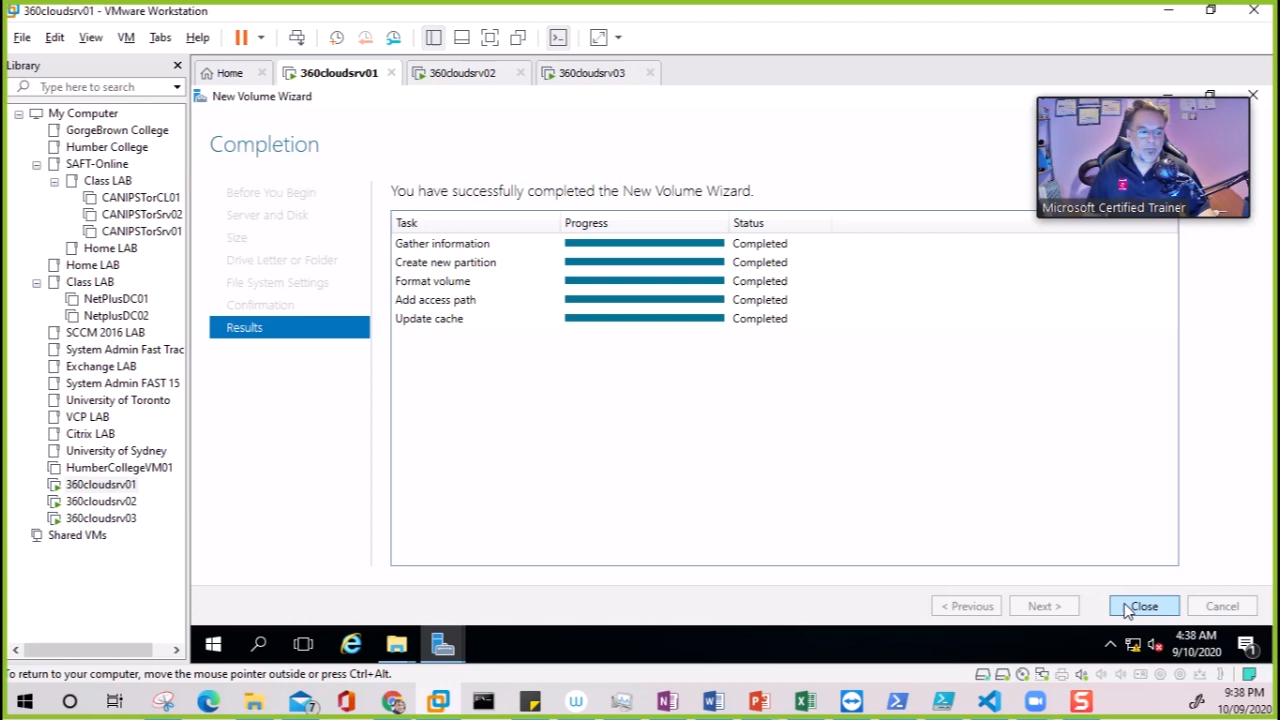 360cloudsrv01 - VMware Workstation
File Edit View VM Tabs Help
Library
Type here to search
My Computer
GorgeBrown College
Humber College
SAFT-Online
Class LAB
CANIPSTorCL01
CANIPSTorSrv02
CANIPSTorSrv01
Home LAB
Home LAB
Class LAB
NetPlusDC01
NetplusDC02
SCCM 2016 LAB
System Admin Fast Trac
Exchange LAB
System Admin FAST 15
University of Toronto
VCP LAB
Citrix LAB
University of Sydney
HumberCollegeVM01
360cloudsrv01
360cloudsrv02
360cloudsrv03
Shared VMs
Home 360cloudsrv01 360cloudsrv02 360cloudsrv03
New Volume Wizard
Completion
Before You Begin
Server and Disk
Size
Drive Letter or Folder
File System Settings
Confirmation
Results
You have successfully completed the New Volume Wizard.
Task Progress Status
Gather information Completed
Create new partition Completed
Format volume Completed
Add access path Completed
Update cache Completed
Microsoft Certified Trainer
< Previous Next > Close Cancel
4:38 AM
9/10/2020
1
To return to your computer, move the mouse pointer outside or press Ctrl+Alt.
7
9:38 PM
10/09/2020